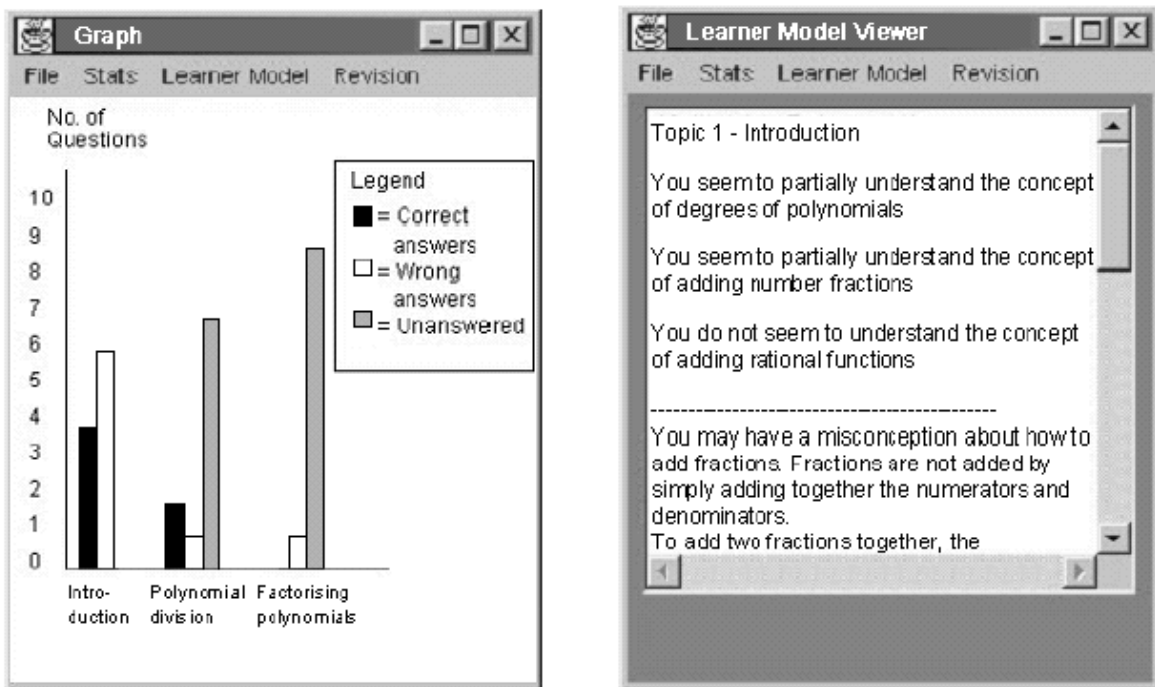 Graph
File Stats Learner Model Revision
No. of
Questions
10
9
8
7
6
5
4
3
2
1
0
Legend
= Correct
answers
= Wrong
answers
= Unanswered
Intro-
duction
Polynomial
division
Factorising
polynomials
Learner Model Viewer
File Stats Learner Model Revision
Topic 1 - Introduction
You seem to partially understand the concept
of degrees of polynomials
You seem to partially understand the concept
of adding number fractions
You do not seem to understand the concept
of adding rational functions
----------------------------------------------
You may have a misconception about how to
add fractions. Fractions are not added by
simply adding together the numerators and
denominators.
To add two fractions together, the